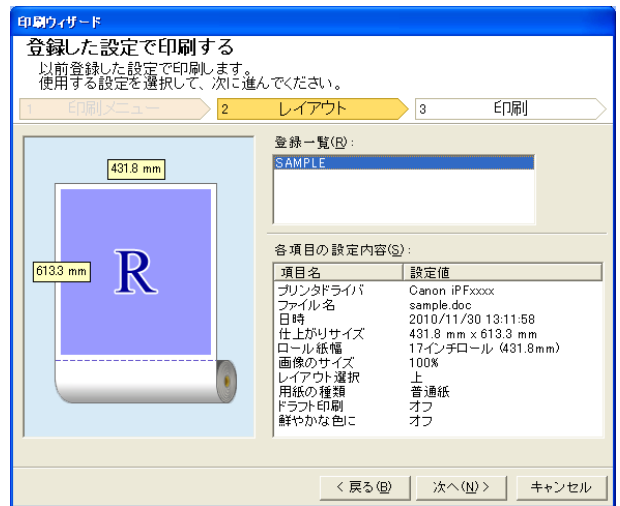 印刷ウィザード
登録した設定で印刷する
以前登録した設定で印刷します。
使用する設定を選択して、次に進んでください。
1 印刷メニュー 2 レイアウト 3 印刷
登録一覧(R):
SAMPLE
431.8 mm
613.3 mm
R
各項目の設定内容(S):
項目名 設定値
プリンタドライバ Canon iPFxxxx
ファイル名 sample.doc
日時 2010/11/30 13:11:58
仕上がりサイズ 431.8 mm x 613.3 mm
ロール紙幅 17インチロール (431.8mm)
画像のサイズ 100%
レイアウト選択 上
用紙の種類 普通紙
ドラフト印刷 オフ
鮮やかな色に オフ
< 戻る(B) 次へ(N) > キャンセル